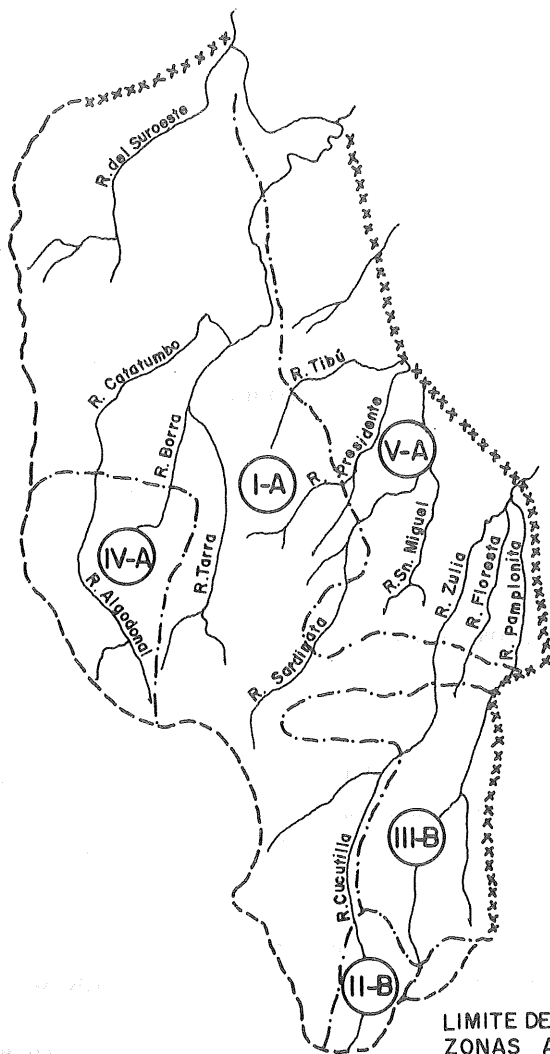 R. del Suroeste
R. Catatumbo
R. Tibú
R. Borra
R. Presidente
V-A
I-A
IV-A
R. Tarra
R. Sn. Miguel
R. Zulia
R. Floresta
R. Pamplonita
R. Algodonal
R. Sardinata
III-B
R. Cucutilla
II-B
LIMITE DE
ZONAS A